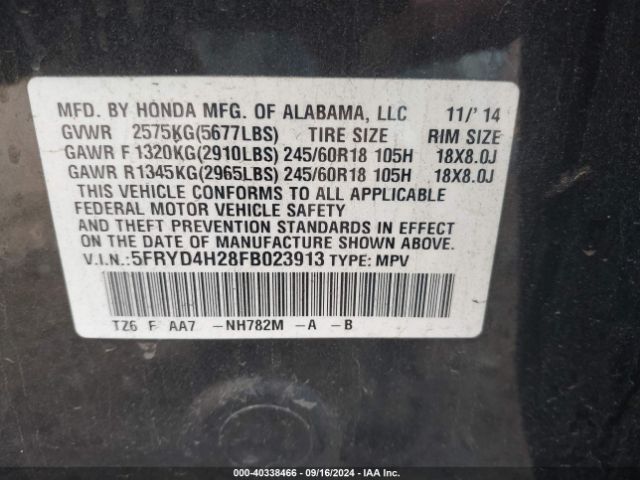 MFD. BY HONDA MFG. OF ALABAMA, LLC 11/' 14
GVWR 2575KG(5677LBS) TIRE SIZE RIM SIZE
GAWR F 1320KG(2910LBS) 245/60R18 105H 18X8.0J
GAWR R1345KG(2965LBS) 245/60R18 105H 18X8.0J
THIS VEHICLE CONFORMS TO ALL APPLICABLE
FEDERAL MOTOR VEHICLE SAFETY
AND THEFT PREVENTION STANDARDS IN EFFECT
ON THE DATE OF MANUFACTURE SHOWN ABOVE.
V.I.N.:5FRYD4H28FB023913 TYPE: MPV
TZ6 F AA7 -NH782M -A -B
000-40338466 - 09/16/2024 - IAA Inc.